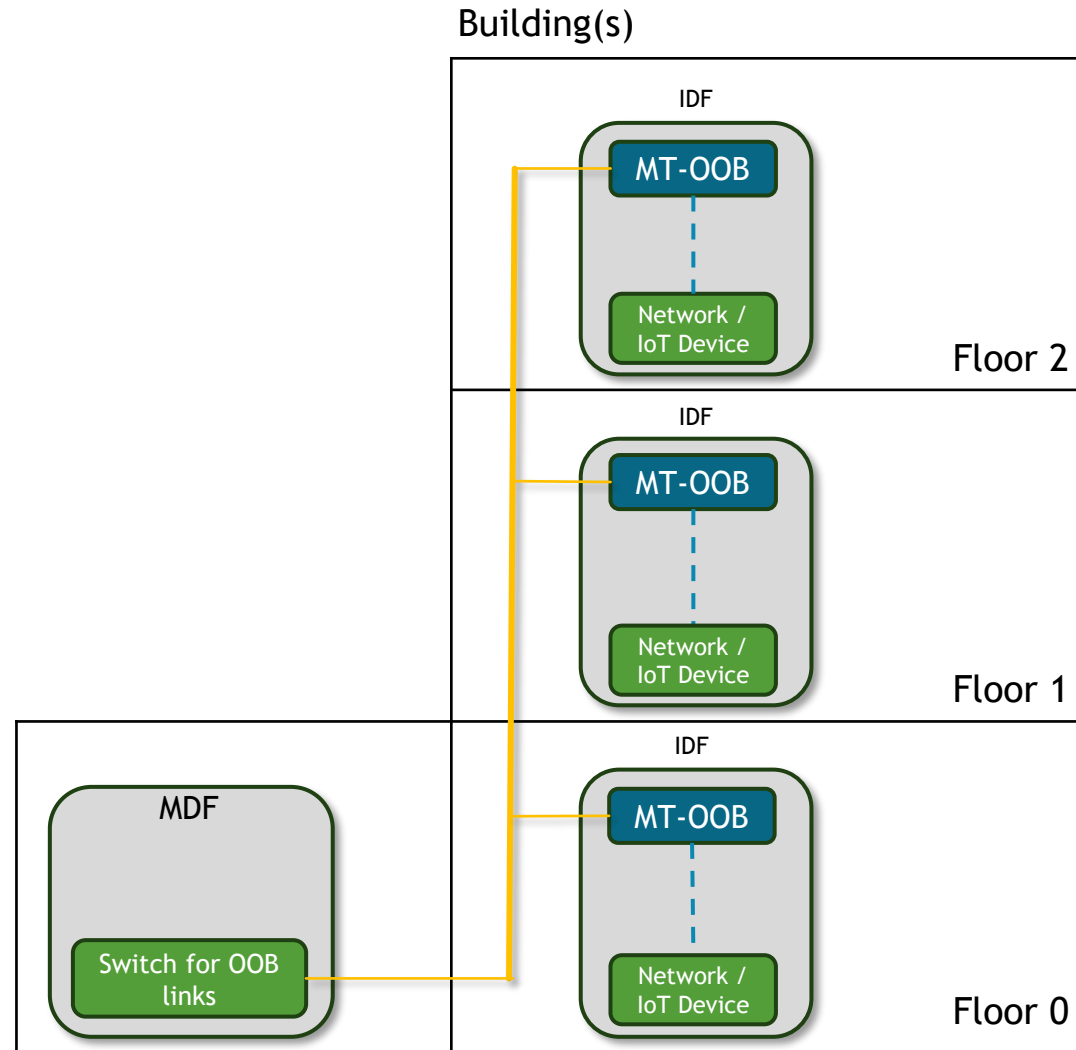 Building(s)
IDF
MT-OOB
Network /
IoT Device
Floor 2
IDF
MT-OOB
Network /
IoT Device
Floor 1
IDF
MDF
MT-OOB
Switch for OOB
links
Network /
IoT Device
Floor 0